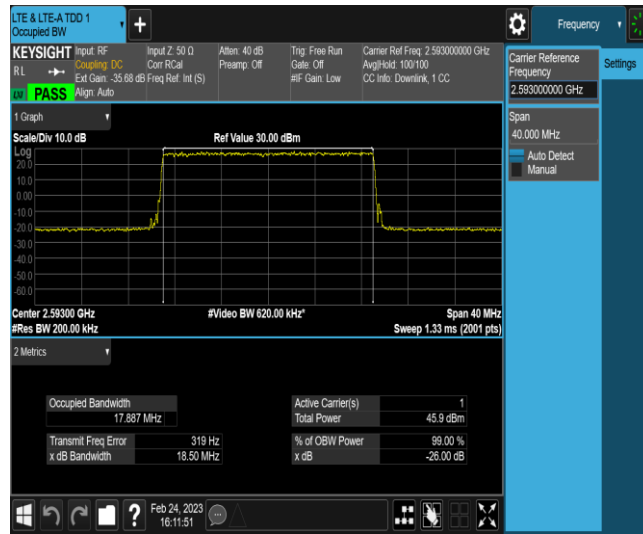 LTE & LTE-A TDD 1
Occupied BW
Frequency
KEYSIGHT
RL
LNI PASS
Input: RF
Coupling: DC
Ext Gain: -35.68 dB
Align: Auto
Input Z: 50 Ω
Corr RCal
Freq Ref: Int (S)
Atten: 40 dB
Preamp: Off
Trig: Free Run
Gate: Off
#IF Gain: Low
Carrier Ref Freq: 2.593000000 GHz
Avg|Hold: 100/100
CC Info: Downlink, 1 CC
Carrier Reference
Frequency
2.593000000 GHz
Settings
Span
40.000 MHz
Auto Detect
Manual
1 Graph
Scale/Div 10.0 dB
Ref Value 30.00 dBm
Log
20.0
10.0
0.00
-10.0
-20.0
-30.0
-40.0
-50.0
-60.0
Center 2.59300 GHz
#Video BW 620.00 kHz*
Span 40 MHz
#Res BW 200.00 kHz
Sweep 1.33 ms (2001 pts)
2 Metrics
Occupied Bandwidth
17.887 MHz
Active Carrier(s) 1
Total Power 45.9 dBm
Transmit Freq Error 319 Hz
x dB Bandwidth 18.50 MHz
% of OBW Power 99.00 %
x dB -26.00 dB
?
Feb 24, 2023
16:11:51